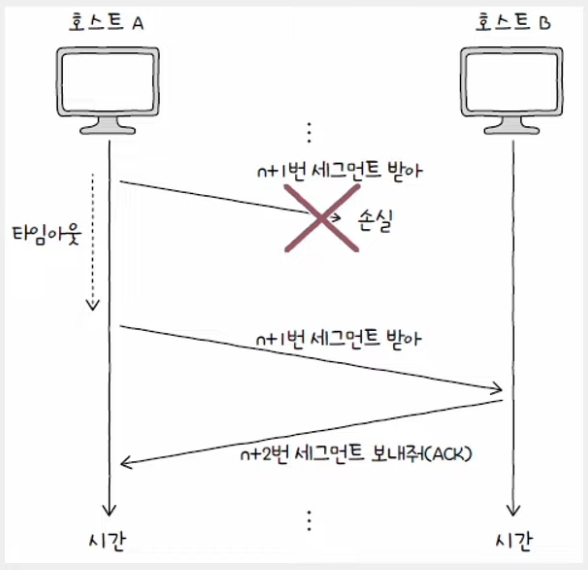 호스트 A
호스트 B
⋮
n+1번 세그먼트 받아
손실
타임아웃
n+1번 세그먼트 받아
n+2번 세그먼트 보내줘(ACK)
⋮
시간
시간